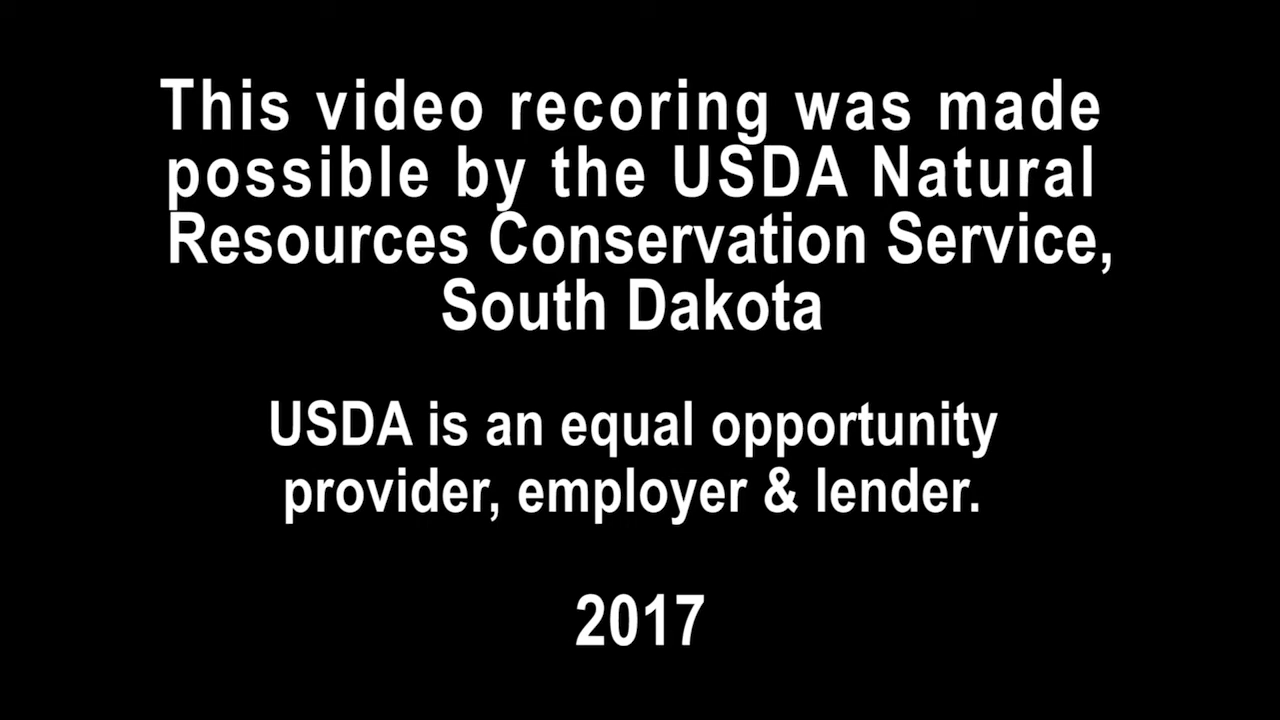 This video recoring was made
possible by the USDA Natural
Resources Conservation Service,
South Dakota
USDA is an equal opportunity
provider, employer & lender.
2017